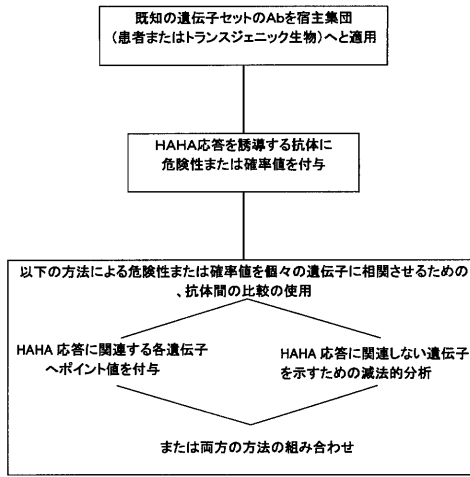 既知の遺伝子セットのAbを宿主集団
（患者またはトランスジェニック生物）へと適用
HAHA応答を誘導する抗体に
危険性または確率値を付与
以下の方法による危険性または確率値を個々の遺伝子に相関させるための
、抗体間の比較の使用
HAHA 応答に関連する各遺伝子
へポイント値を付与
HAHA 応答に関連しない遺伝子
を示すための減法的分析
または両方の方法の組み合わせ